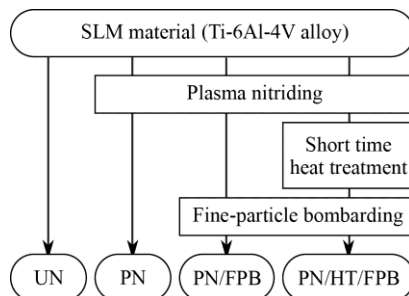 SLM material (Ti-6Al-4V alloy)
Plasma nitriding
Short time
heat treatment
Fine-particle bombarding
UN
PN
PN/FPB
PN/HT/FPB